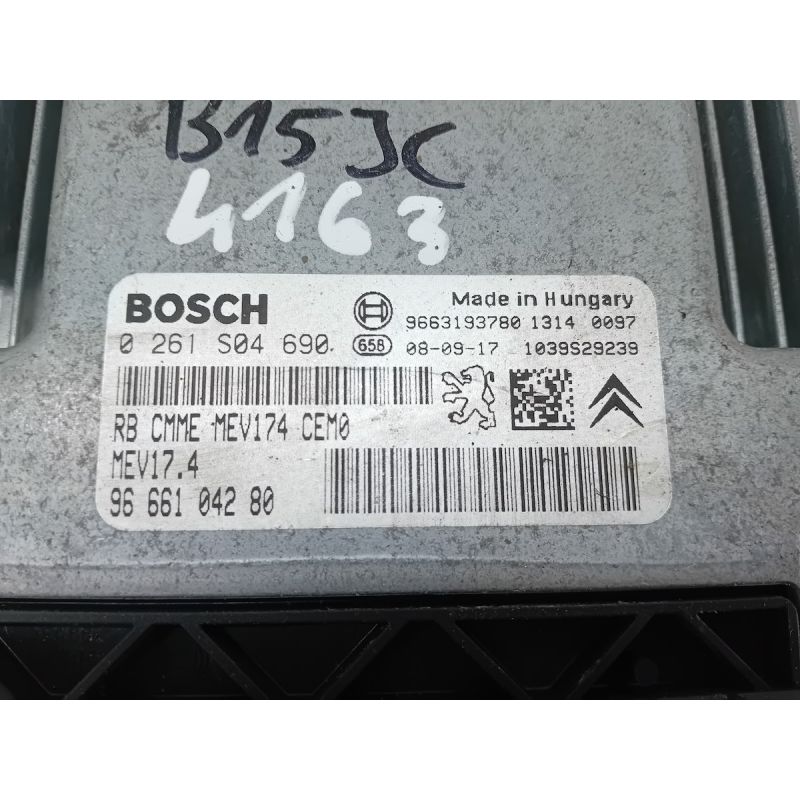 B15JC
4163
BOSCH
Made in Hungary
9663193780 1314 0097
0 261 S04 690
658
08-09-17 1039S29239
RB CMME MEV174 CEM0
MEV17.4
96 661 042 80